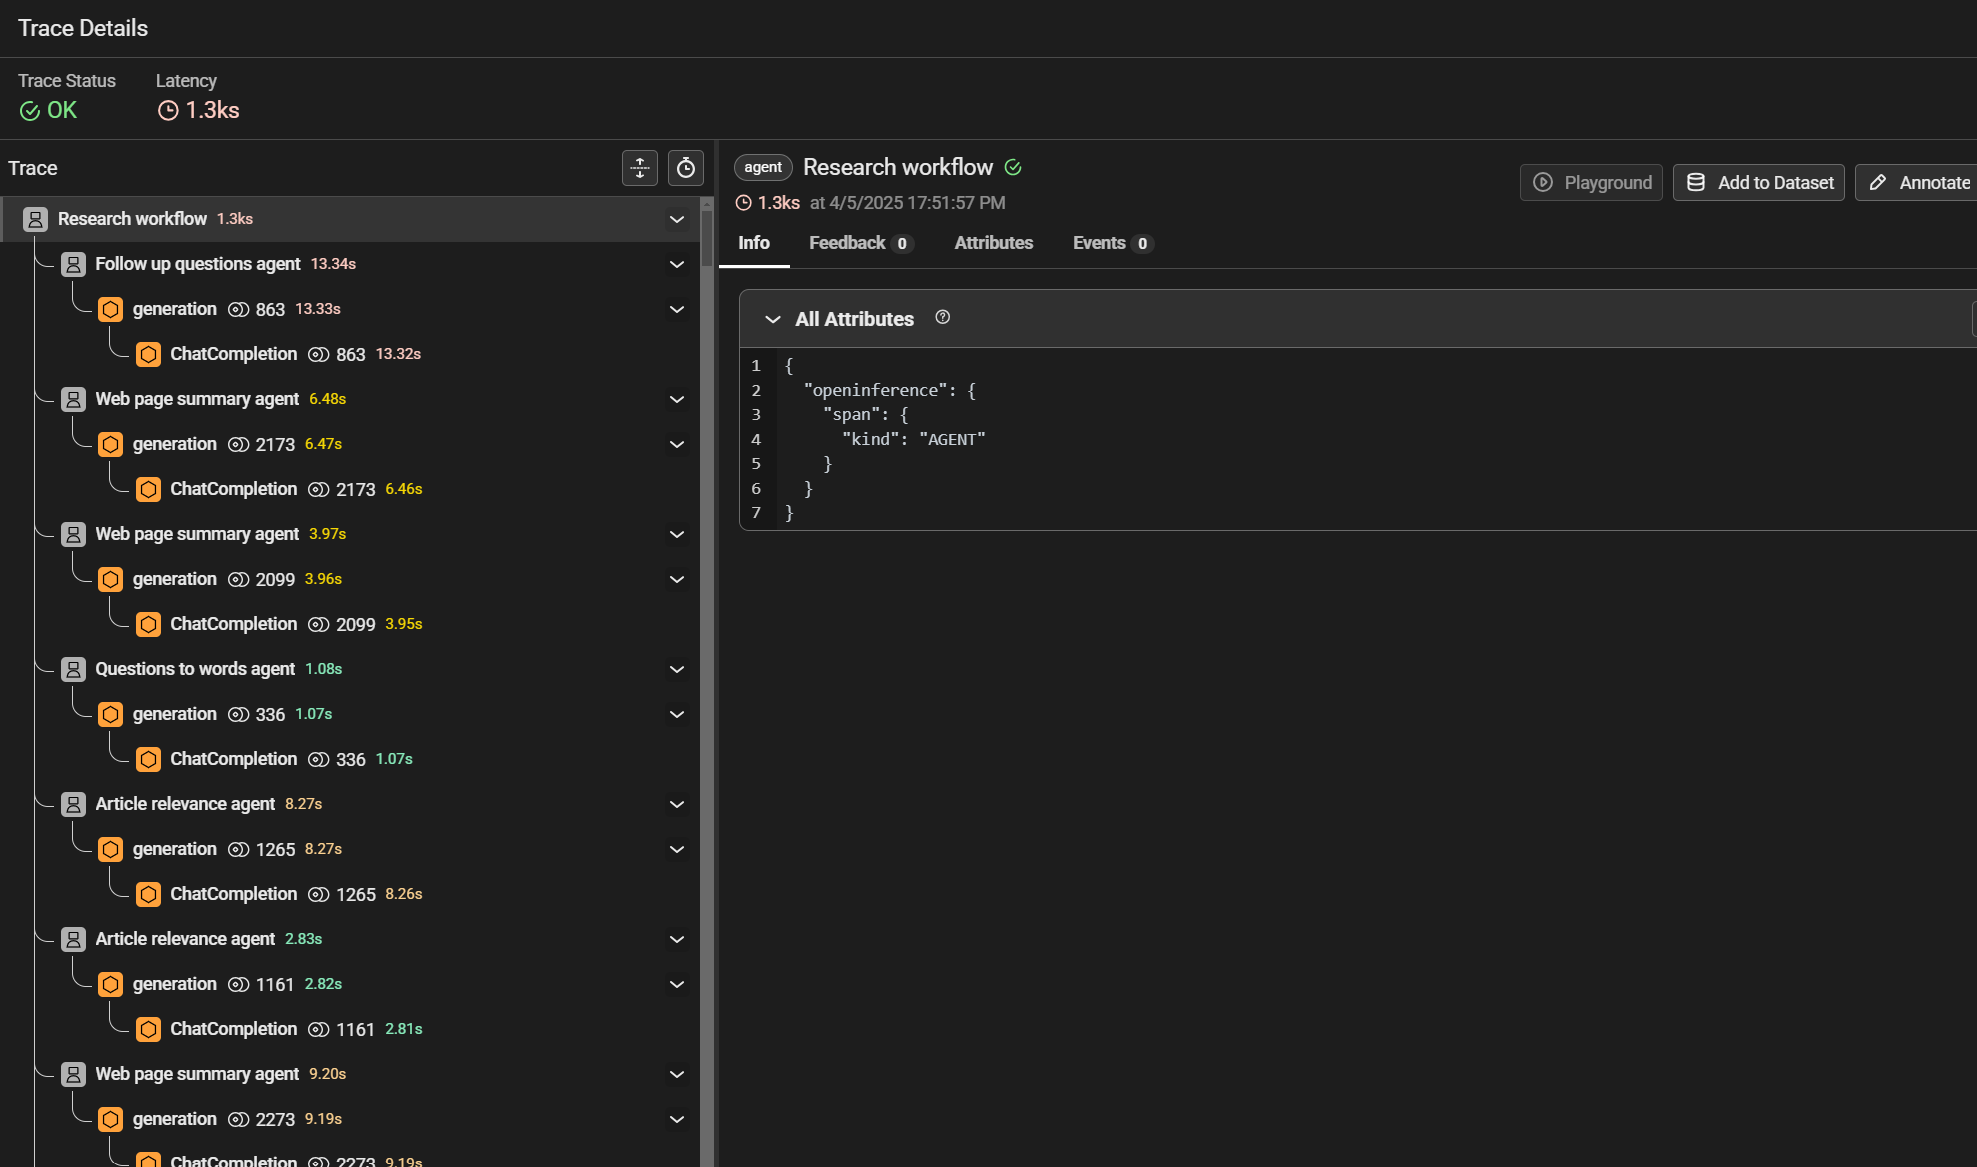 Trace Details
Trace Status
Latency
OK
1.3ks
Trace
Research workflow 1.3ks
Follow up questions agent 13.34s
generation 863 13.33s
ChatCompletion 863 13.32s
Web page summary agent 6.48s
generation 2173 6.47s
ChatCompletion 2173 6.46s
Web page summary agent 3.97s
generation 2099 3.96s
ChatCompletion 2099 3.95s
Questions to words agent 1.08s
generation 336 1.07s
ChatCompletion 336 1.07s
Article relevance agent 8.27s
generation 1265 8.27s
ChatCompletion 1265 8.26s
Article relevance agent 2.83s
generation 1161 2.82s
ChatCompletion 1161 2.81s
Web page summary agent 9.20s
generation 2273 9.19s
ChatCompletion 2273 9.19s
agent Research workflow
1.3ks at 4/5/2025 17:51:57 PM
Playground
Add to Dataset
Annotate
Info Feedback 0 Attributes Events 0
All Attributes
1 {
2 "openinference": {
3 "span": {
4 "kind": "AGENT"
5 }
6 }
7 }